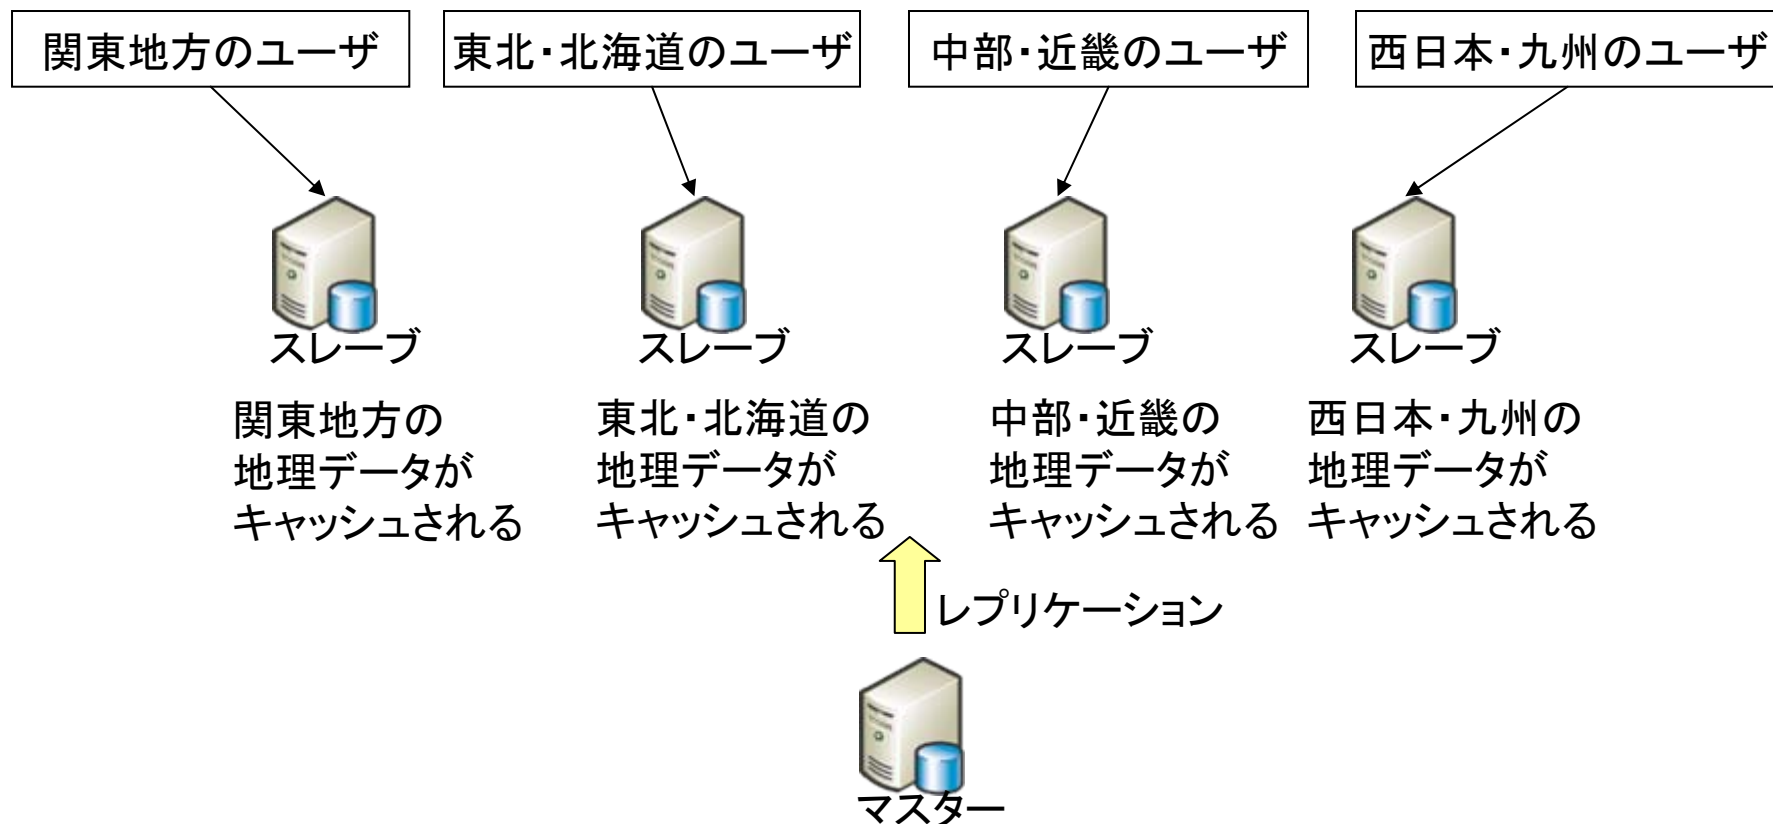 関東地方のユーザ
東北・北海道のユーザ
中部・近畿のユーザ
西日本・九州のユーザ
スレーブ
スレーブ
スレーブ
スレーブ
関東地方の
地理データが
キャッシュされる
東北・北海道の
地理データが
キャッシュされる
中部・近畿の
地理データが
キャッシュされる
西日本・九州の
地理データが
キャッシュされる
レプリケーション
マスター